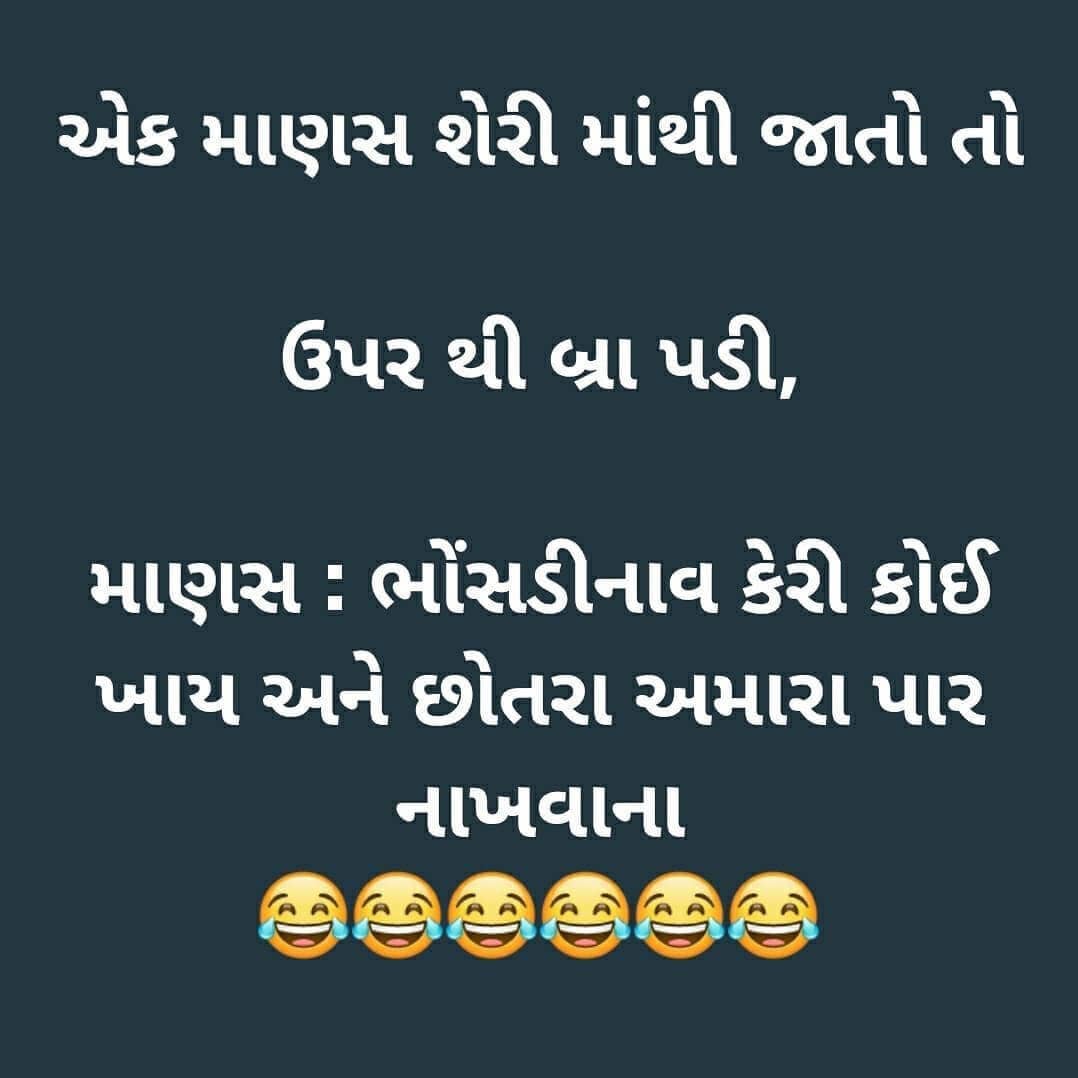 એક માણસ શેરી માંથી જાતો તો
ઉપર થી બ્રા પડી,
માણસ : ભોંસડીનાવ કેરી કોઈ
ખાય અને છોતરા અમારા પાર
નાખવાના
😂😂😂😂😂😂